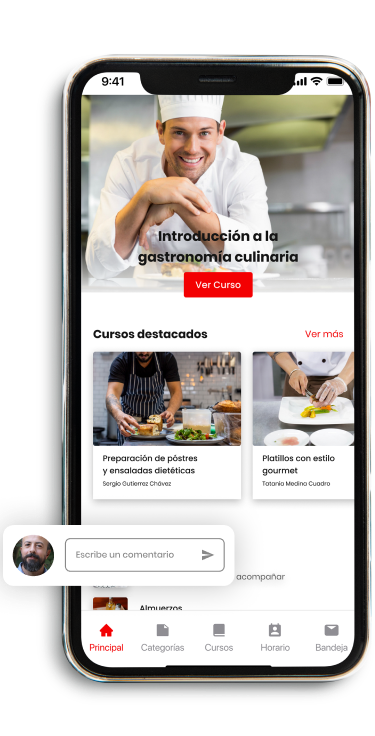 9:41
Introducción a la
gastronomía culinaria
Ver Curso
Cursos destacados
Ver más
Preparación de póstres
y ensaladas dietéticas
Sergio Gutierrez Chávez
Platillos con estilo
gourmet
Tatania Medina Cuadro
Escribe un comentario
acompañar
Almuerzos
Principal
Categorías
Cursos
Horario
Bandeja